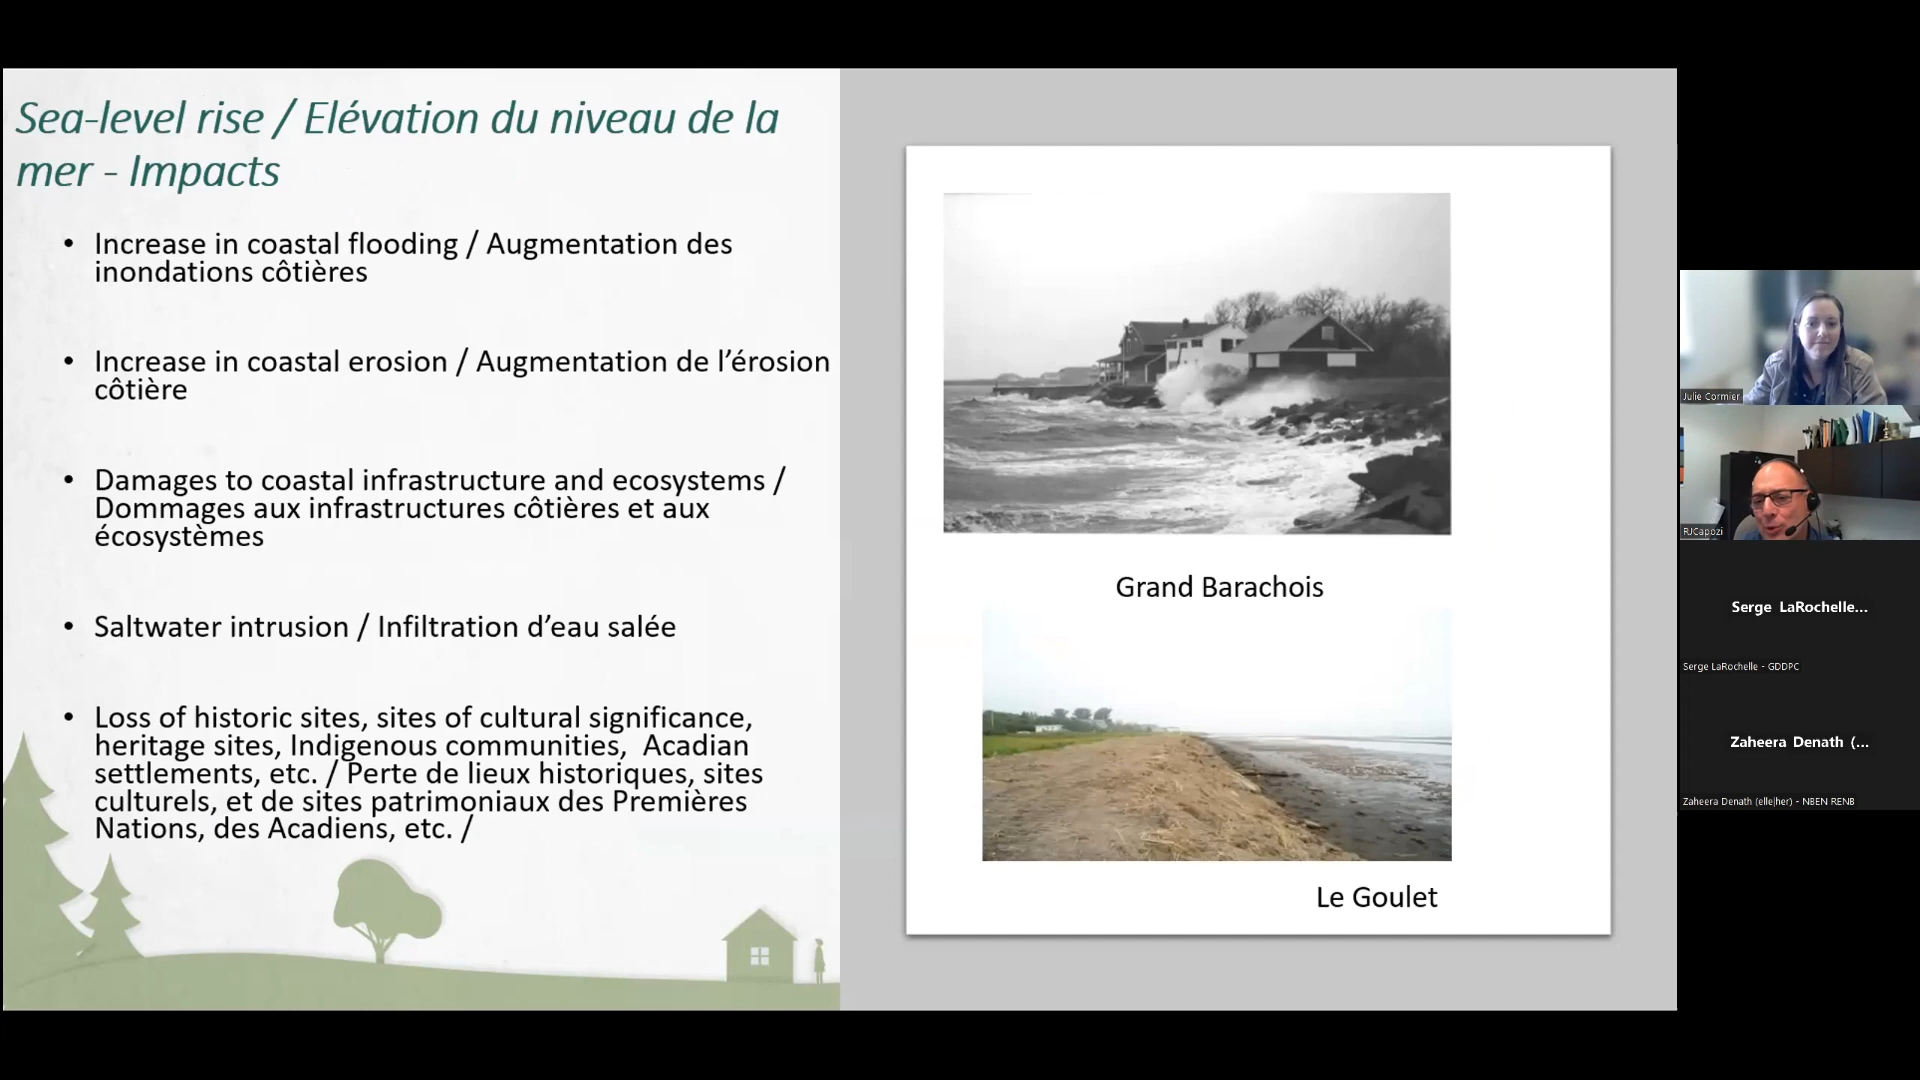 Sea-level rise / Elévation du niveau de la
mer - Impacts
• Increase in coastal flooding / Augmentation des
inondations côtières
• Increase in coastal erosion / Augmentation de l’érosion
côtière
• Damages to coastal infrastructure and ecosystems /
Dommages aux infrastructures côtières et aux
écosystèmes
• Saltwater intrusion / Infiltration d’eau salée
• Loss of historic sites, sites of cultural significance,
heritage sites, Indigenous communities,  Acadian
settlements, etc. / Perte de lieux historiques, sites
culturels, et de sites patrimoniaux des Premières
Nations, des Acadiens, etc. /
Grand Barachois
Le Goulet
Julie Cormier
PJCapozi
Serge LaRochelle...
Serge LaRochelle - GDDPC
Zaheera Denath (...
Zaheera Denath (elle|her) - NBEN RENB